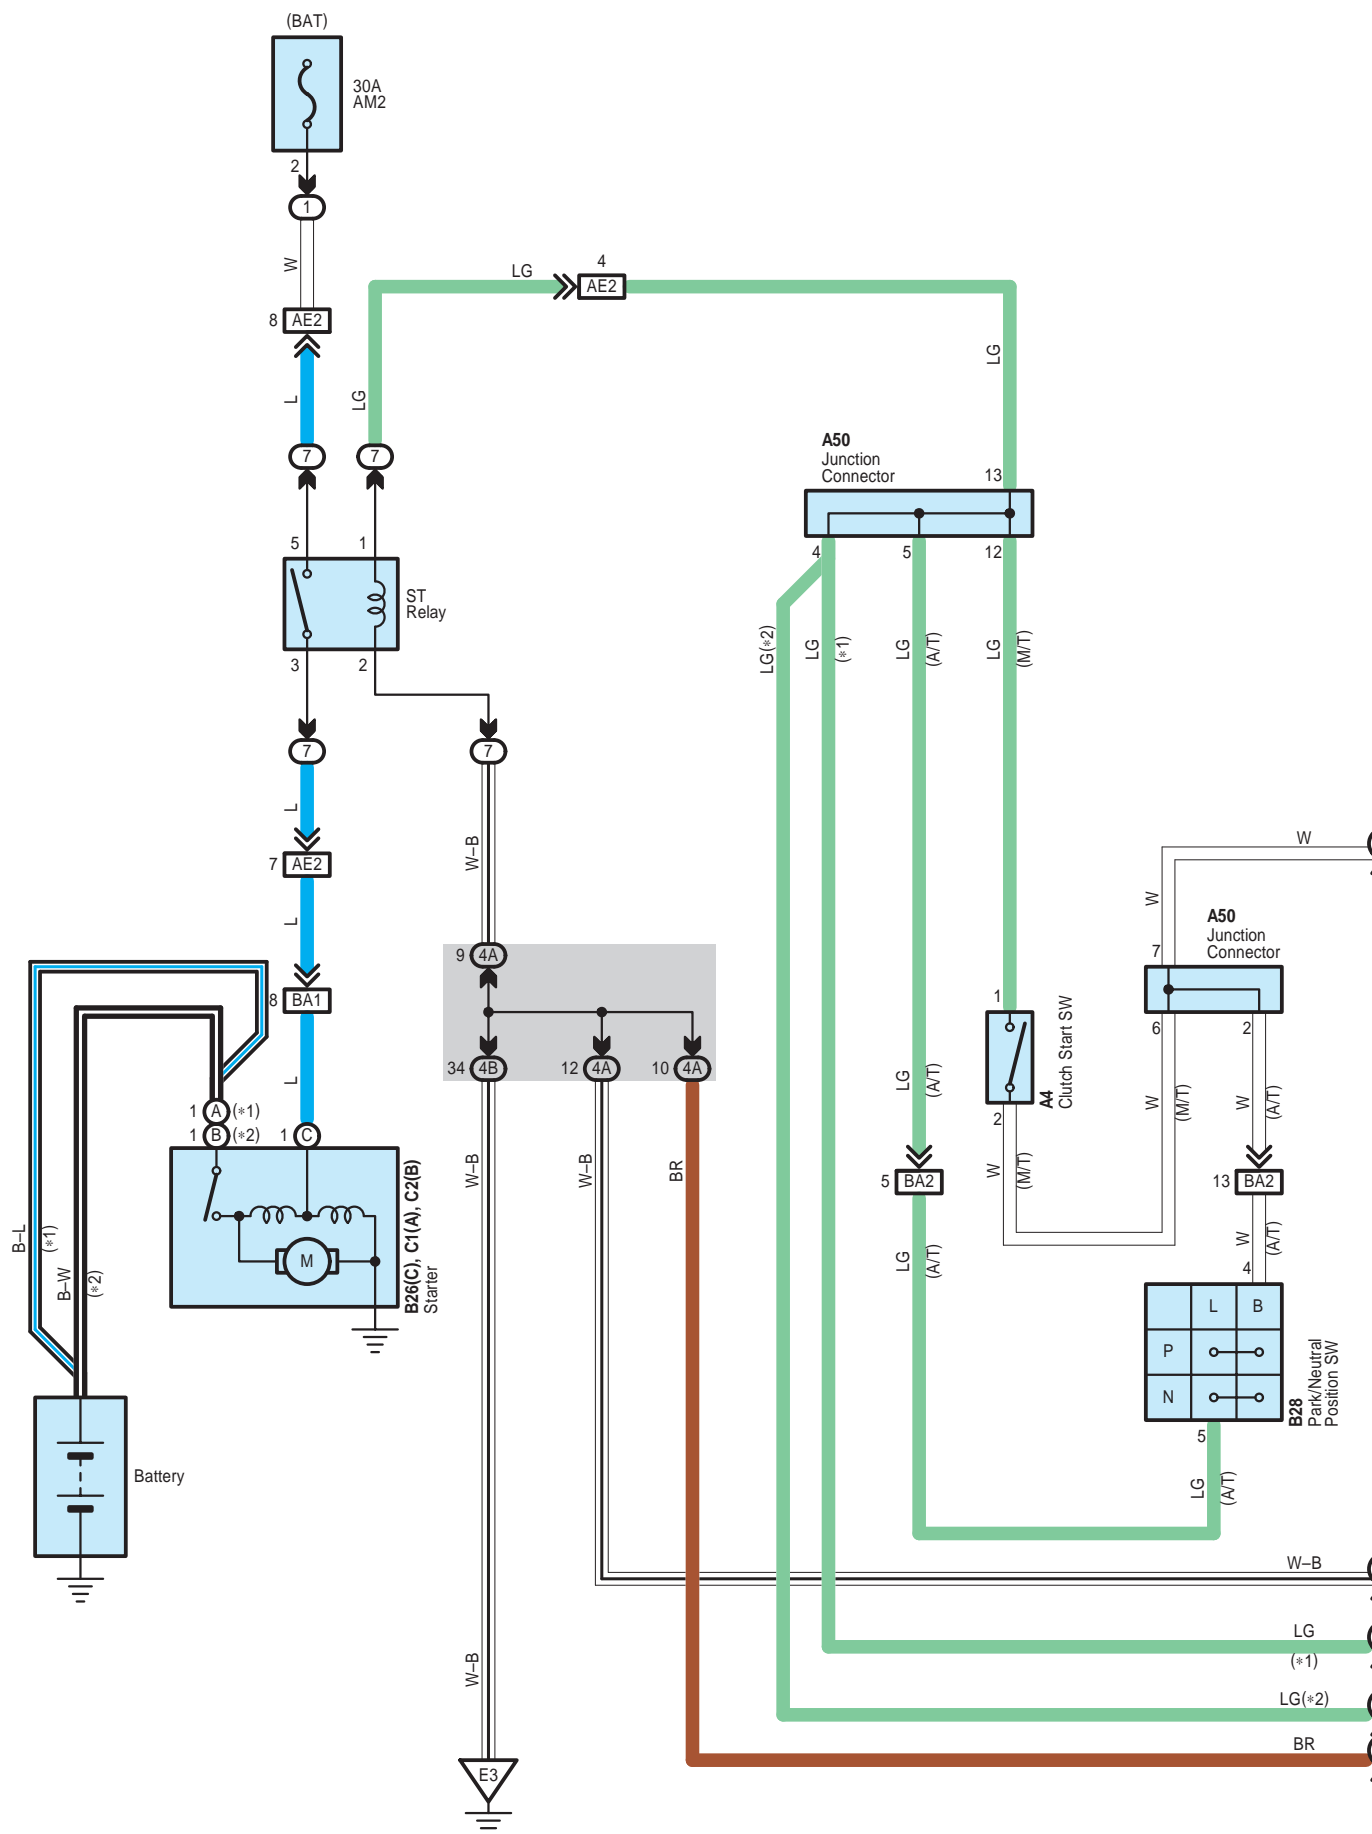 (BAT)
30A
AM2
2
1
W
8 AE2
L
LG
LG
4
AE2
LG
7
7
5
1
ST
Relay
3
2
A50
Junction
Connector
13
4
5
12
LG(*2)
LG
(*1)
LG
(A/T)
LG
(M/T)
7
7
L
W–B
7 AE2
L
8 BA1
L
9 4A
34 4B
12 4A
10 4A
W
W
A50
Junction
Connector
7
6
2
1
2
A4
Clutch Start SW
LG
(A/T)
W
(M/T)
W
(A/T)
1 A (*1)
1 B (*2)
1 C
M
B26(C), C1(A), C2(B)
Starter
W–B
W–B
BR
5 BA2
W
(M/T)
13 BA2
LG
(A/T)
W
(A/T)
4
L B
P
N
B28
Park/Neutral
Position SW
5
LG
(A/T)
B–L
(*1)
B–W
(*2)
Battery
W–B
W–B
LG
(*1)
LG(*2)
BR
E3